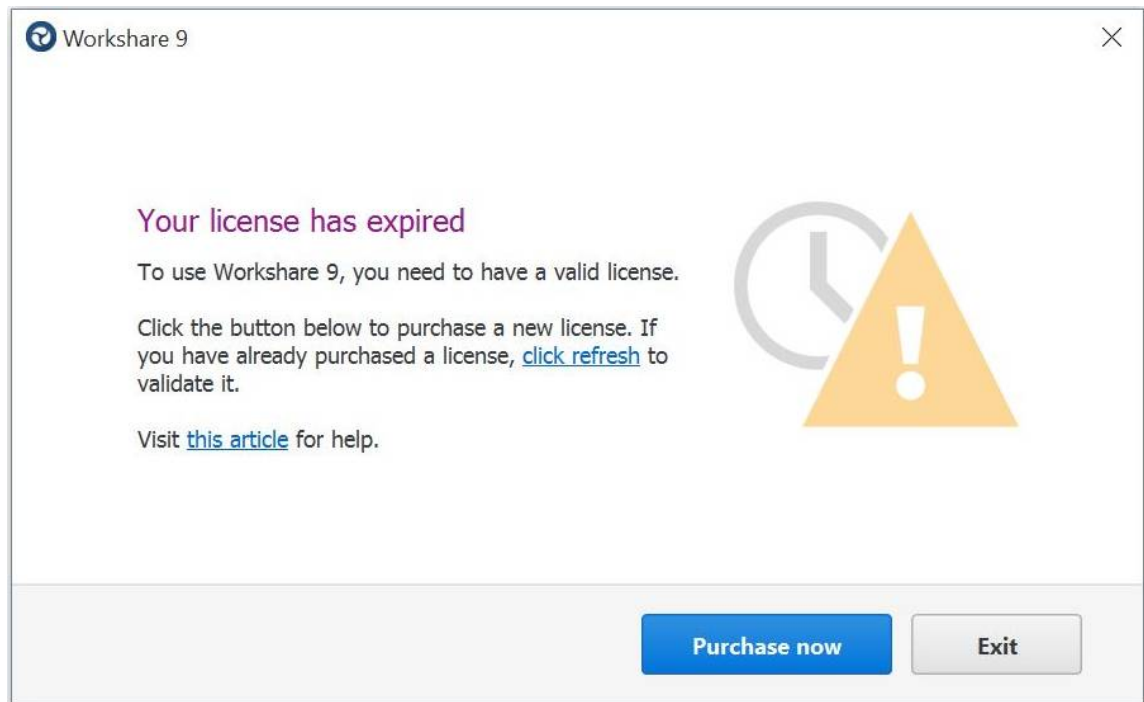 Workshare 9
Your license has expired
To use Workshare 9, you need to have a valid license.
Click the button below to purchase a new license. If
you have already purchased a license, click refresh to
validate it.
Visit this article for help.
Purchase now
Exit